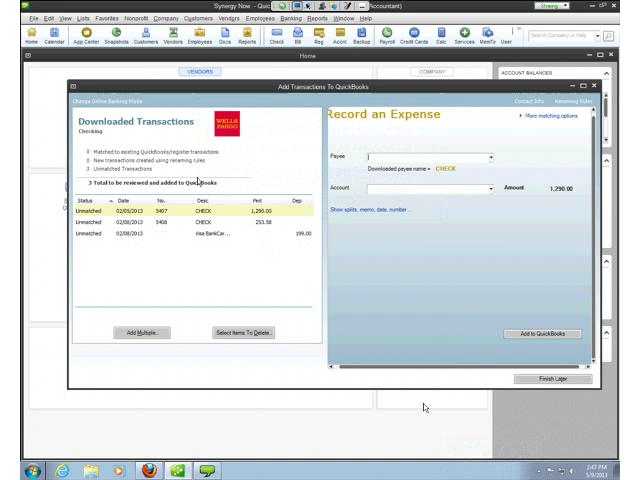 Synergy Now - Quic
Accountant)
Sharing
File Edit View Lists Favorites Nonprofit Company Customers Vendors Employees Banking Reports Window Help
Home Calendar App Center Snapshots Customers Vendors Employees Docs Reports Check Bill Reg Accnt Backup Payroll Credit Cards Calc Services MemTx User
Search Company or Help
Home
VENDORS
COMPANY
ACCOUNT BALANCES
Add Transactions To QuickBooks
Change Online Banking Mode
Contact Info Renaming Rules
Downloaded Transactions
Checking
WELLS FARGO
0 Matched to existing QuickBooks/register transactions
0 New transactions created using renaming rules
3 Unmatched Transactions
3 Total to be reviewed and added to QuickBooks
Status Date No. Desc Pmt Dep
Unmatched 02/05/2013 5407 CHECK 1,290.00
Unmatched 02/08/2013 5408 CHECK 253.58
Unmatched 02/08/2013 Visa BankCar... 199.00
Add Multiple...
Select Items To Delete...
Record an Expense
More matching options
Payee
Downloaded payee name = CHECK
Account
Amount 1,290.00
Show splits, memo, date, number ...
Add to QuickBooks
Finish Later
2:47 PM
5/9/2013